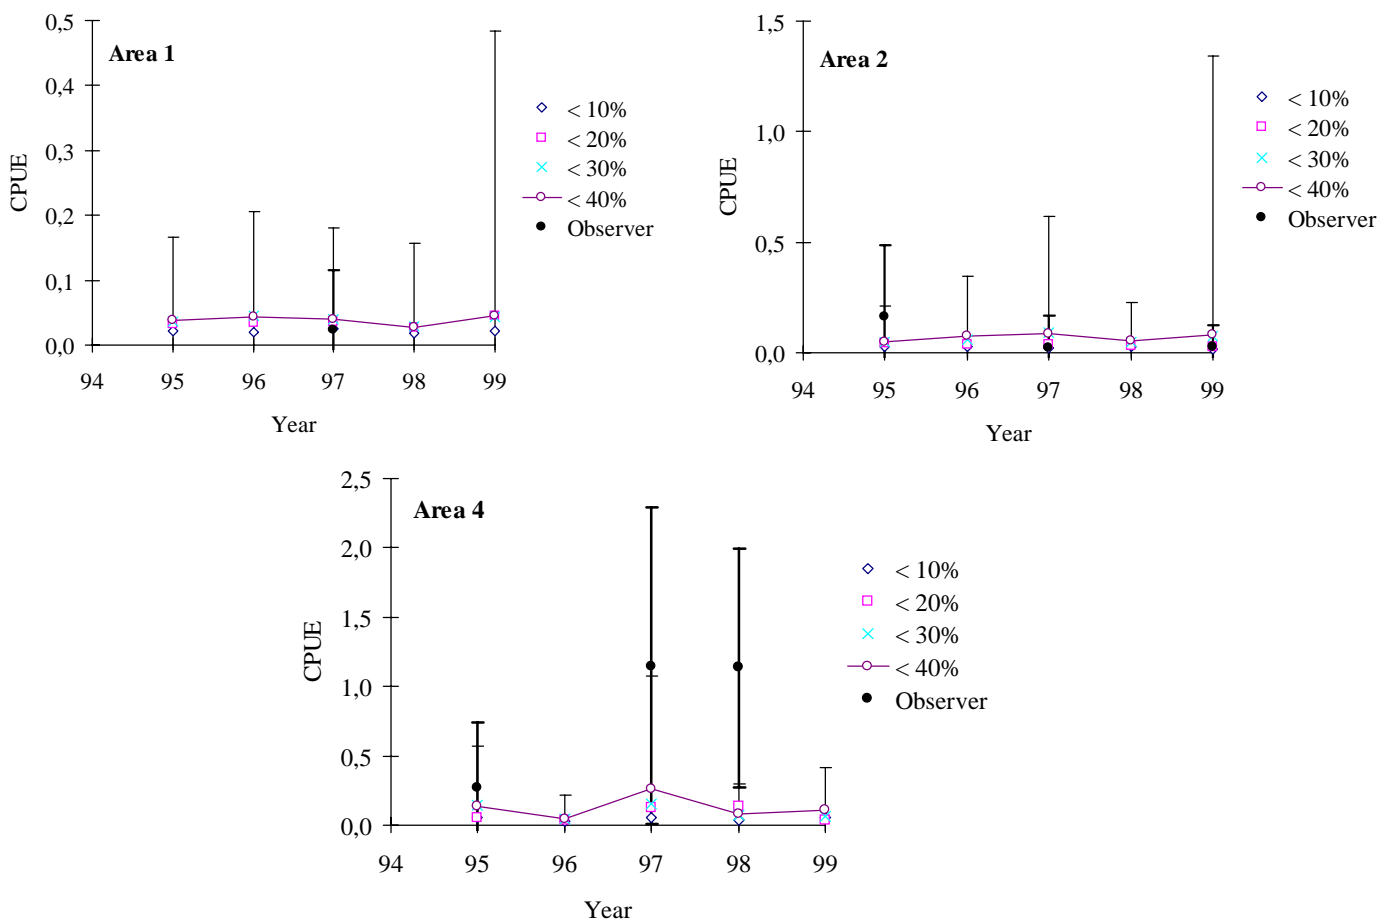 Area 1
0,5
0,4
0,3
0,2
0,1
0,0
CPUE
94 95 96 97 98 99
Year
< 10%
< 20%
< 30%
< 40%
Observer
Area 2
1,5
1,0
0,5
0,0
CPUE
94 95 96 97 98 99
Year
< 10%
< 20%
< 30%
< 40%
Observer
Area 4
2,5
2,0
1,5
1,0
0,5
0,0
CPUE
94 95 96 97 98 99
Year
< 10%
< 20%
< 30%
< 40%
Observer